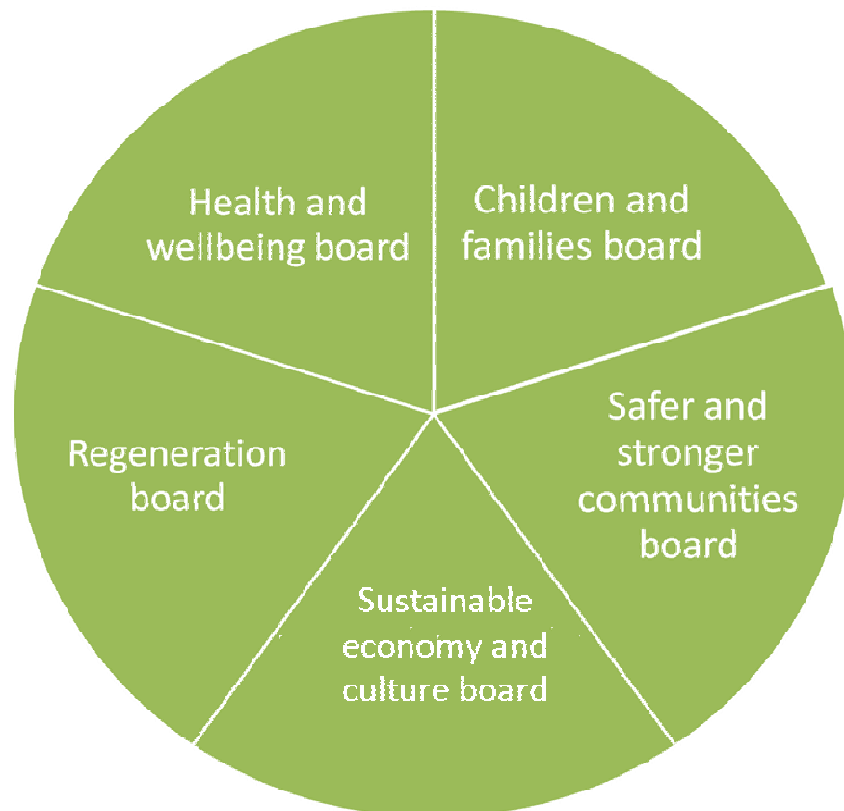 Health and
wellbeing board
Children and
families board
Safer and
stronger
communities
board
Sustainable
economy and
culture board
Regeneration
board